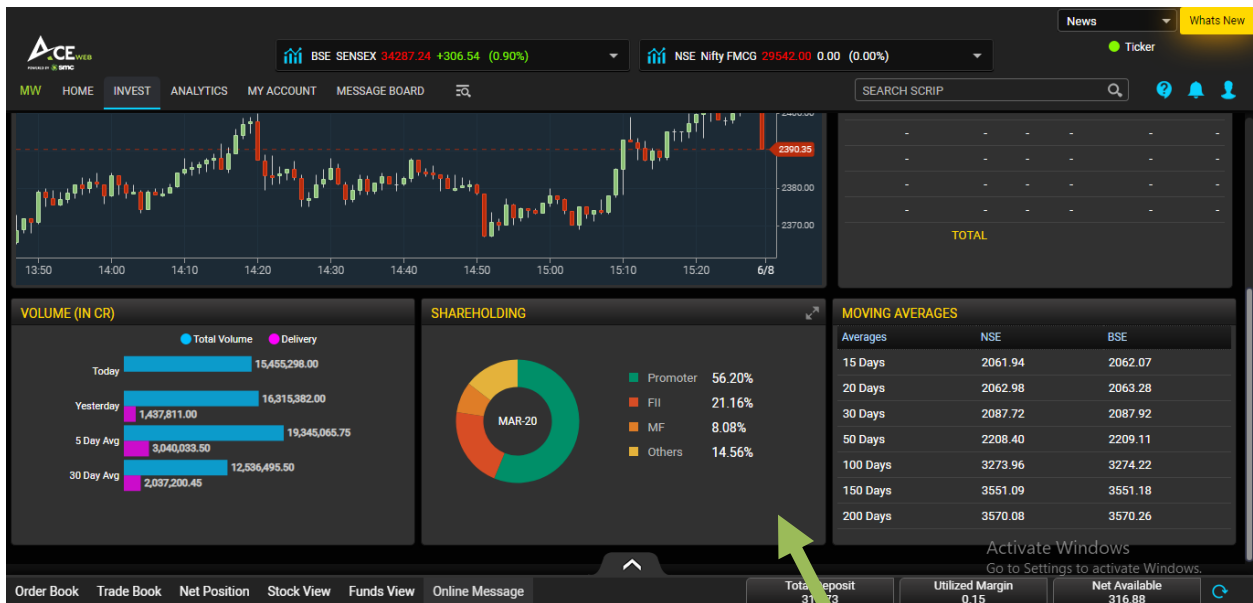 News
Whats New
ACE WEB
POWERED BY smc
BSE SENSEX 34287.24 +306.54 (0.90%)
NSE Nifty FMCG 29542.00 0.00 (0.00%)
Ticker
MW HOME INVEST ANALYTICS MY ACCOUNT MESSAGE BOARD
SEARCH SCRIP
2400.00
2390.35
2380.00
2370.00
13:50 14:00 14:10 14:20 14:30 14:40 14:50 15:00 15:10 15:20 6/8
- - - - - -
- - - - - -
- - - - - -
- - - - - -
TOTAL
VOLUME (IN CR)
Total Volume Delivery
Today 15,455,298.00
Yesterday 16,315,382.00
1,437,811.00
5 Day Avg 19,345,065.75
3,040,033.50
30 Day Avg 12,536,495.50
2,037,200.45
SHAREHOLDING
MAR-20
Promoter 56.20%
FII 21.16%
MF 8.08%
Others 14.56%
MOVING AVERAGES
Averages NSE BSE
15 Days 2061.94 2062.07
20 Days 2062.98 2063.28
30 Days 2087.72 2087.92
50 Days 2208.40 2209.11
100 Days 3273.96 3274.22
150 Days 3551.09 3551.18
200 Days 3570.08 3570.26
Activate Windows
Go to Settings to activate Windows.
Order Book Trade Book Net Position Stock View Funds View Online Message
Total Deposit
Utilized Margin
0.15
Net Available
316.88